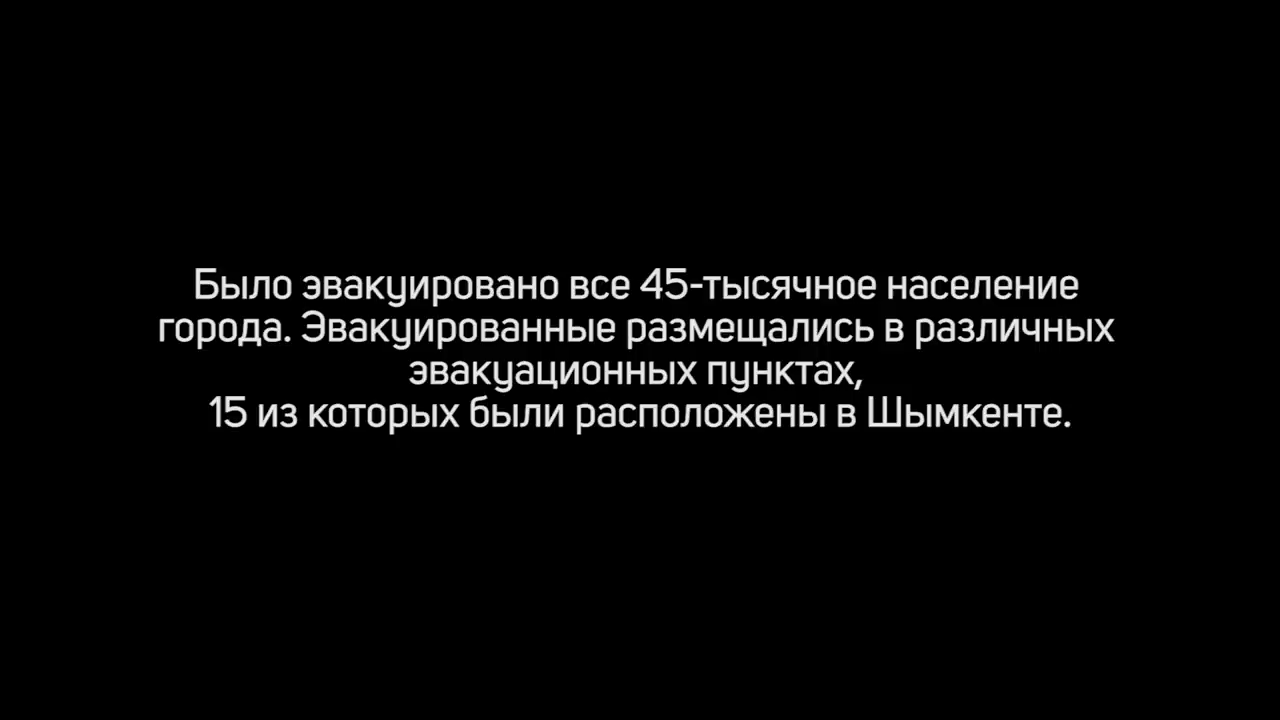 Было эвакуировано все 45-тысячное население
города. Эвакуированные размещались в различных
эвакуационных пунктах,
15 из которых были расположены в Шымкенте.